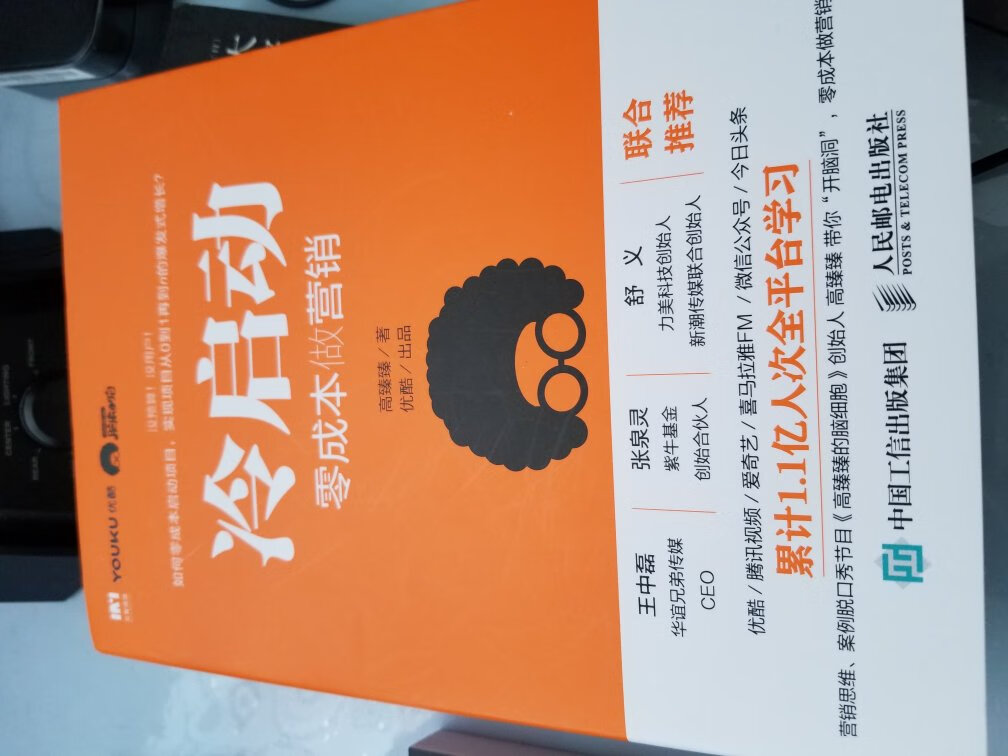 YOUKU 优酷
没预算！没用户！
如何零成本启动项目，实现项目从0到1再到n的爆发式增长？
冷启动
零成本做营销
高臻臻／著
优酷／出品
王中磊
华谊兄弟传媒
CEO
张泉灵
紫牛基金
创始合伙人
舒 义
力美科技创始人
新潮传媒联合创始人
联合
推荐
优酷／腾讯视频／爱奇艺／喜马拉雅FM／微信公众号／今日头条
累计1.1亿人次全平台学习
营销思维、案例脱口秀节目《高臻臻的脑细胞》创始人 高臻臻 带你“开脑洞”，零成本做营销
中国工信出版集团
人民邮电出版社
POSTS & TELECOM PRESS
REAR
CENTER
LIGHTING
FRONT